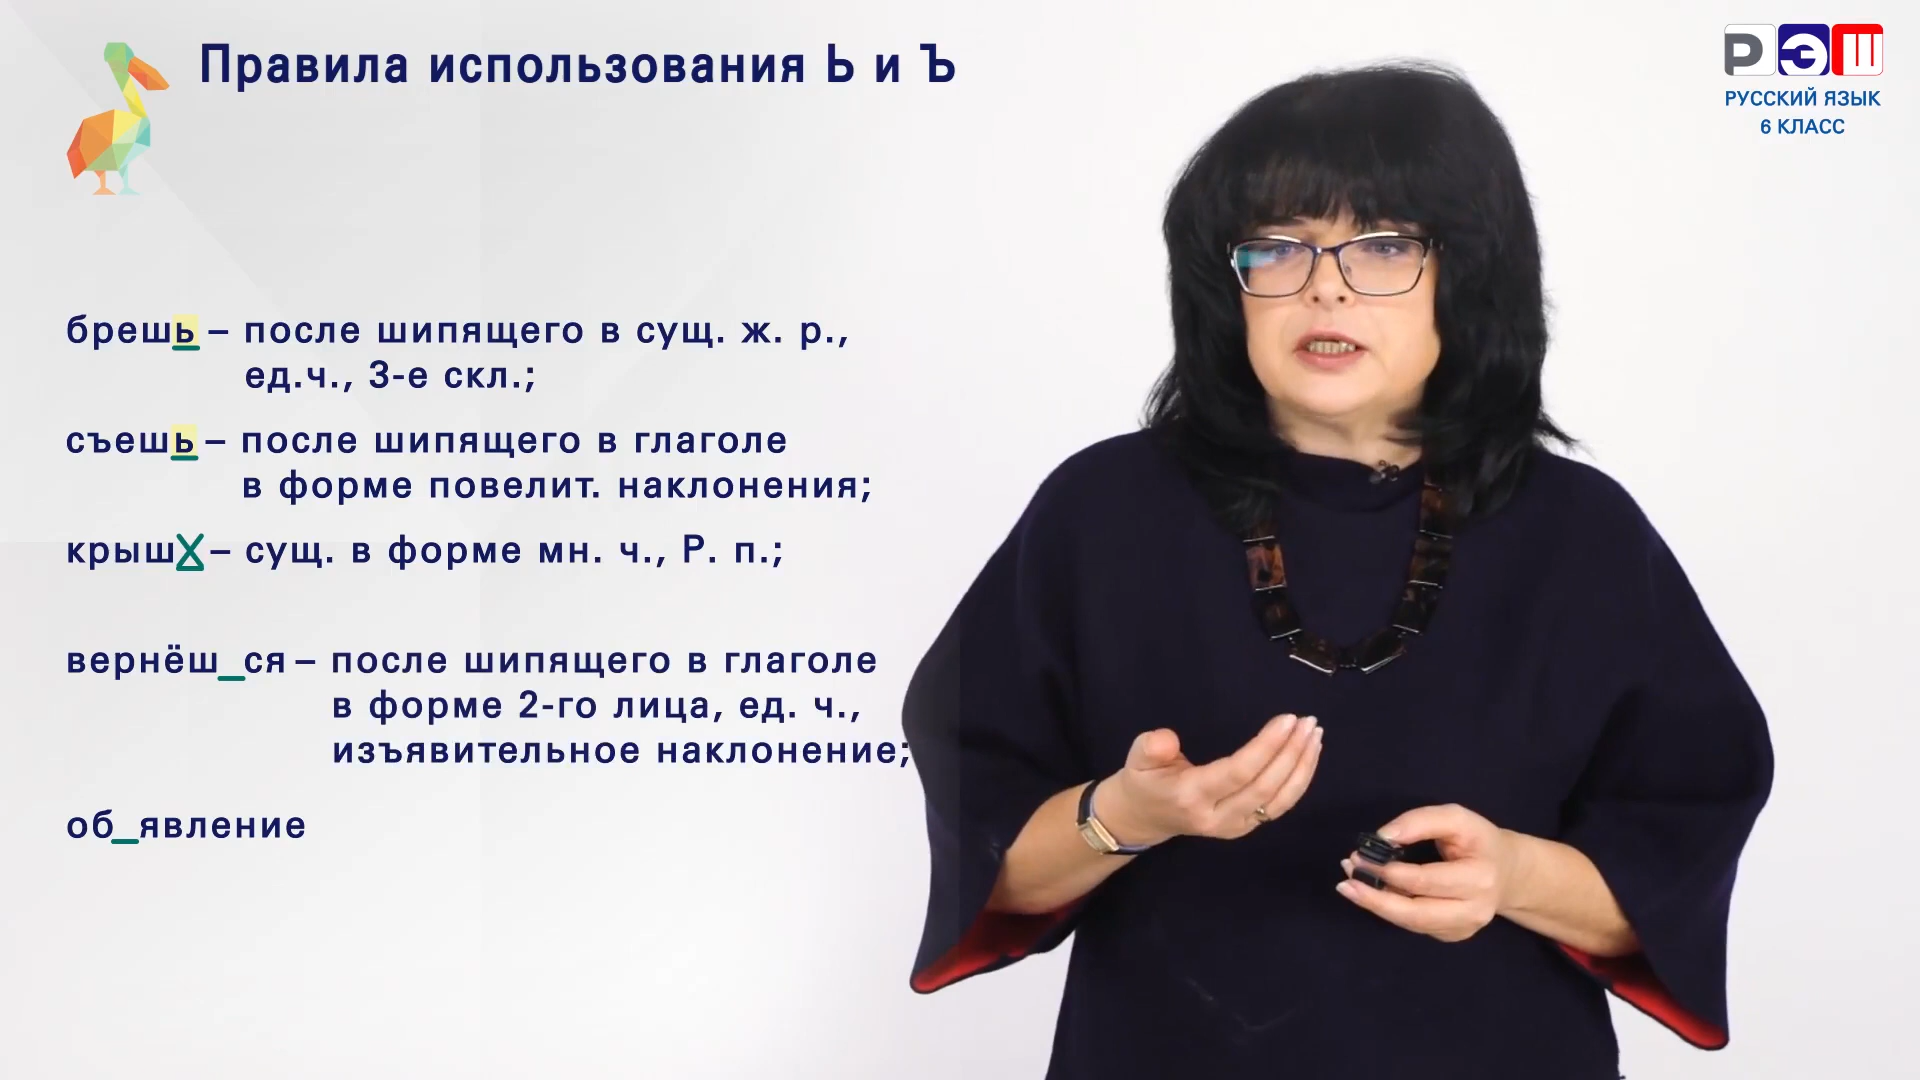 Правила использования Ь и Ъ
РЭШ
РУССКИЙ ЯЗЫК
6 КЛАСС
брешь – после шипящего в сущ. ж. р.,
ед.ч., 3-е скл.;
съешь – после шипящего в глаголе
в форме повелит. наклонения;
крышX – сущ. в форме мн. ч., Р. п.;
вернёш_ся – после шипящего в глаголе
в форме 2-го лица, ед. ч.,
изъявительное наклонение;
об_явление